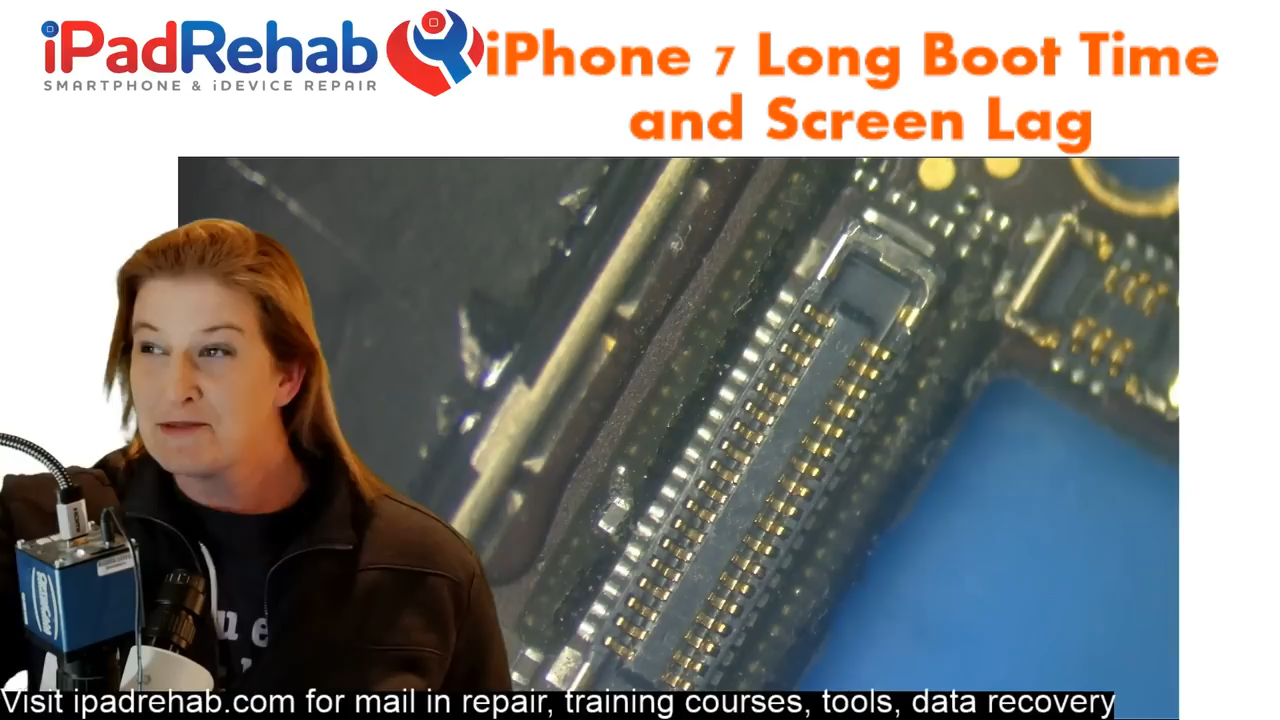 iPadRehab
SMARTPHONE & iDEVICE REPAIR
iPhone 7 Long Boot Time
and Screen Lag
Visit ipadrehab.com for mail in repair, training courses, tools, data recovery